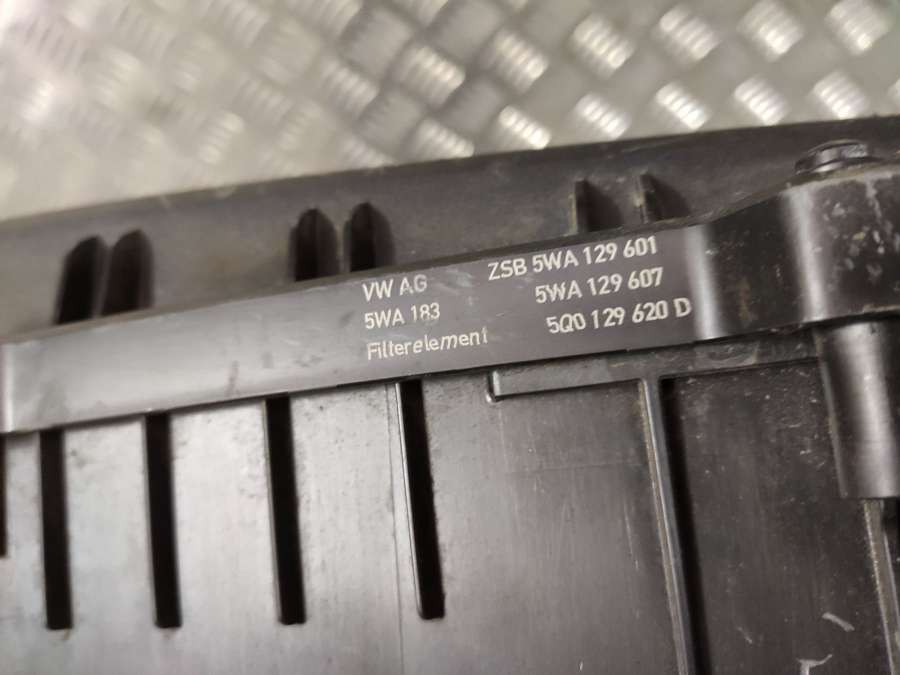 VW AG ZSB 5WA 129 601
5WA 183 5WA 129 607
Filterelement 5Q0 129 620 D